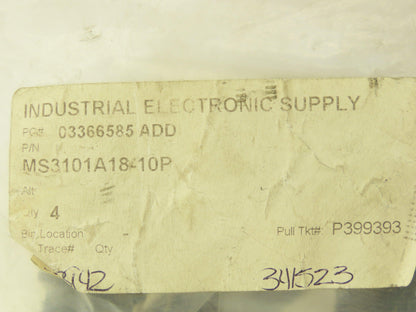 INDUSTRIAL ELECTRONIC SUPPLY
PO# 03366585 ADD
P/N
MS3101A18-10P
Alt
Qty 4
Bin Location Pull Tkt#: P399393
Trace# Qty
341523